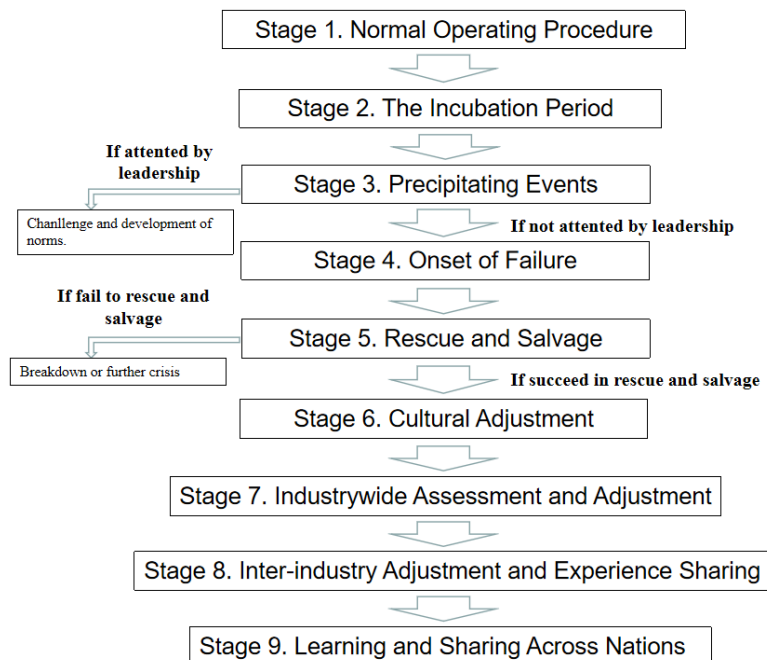 Stage 1. Normal Operating Procedure
Stage 2. The Incubation Period
If attented by
leadership
Stage 3. Precipitating Events
Chanllenge and development of
norms.
If not attented by leadership
Stage 4. Onset of Failure
If fail to rescue and
salvage
Stage 5. Rescue and Salvage
Breakdown or further crisis
If succeed in rescue and salvage
Stage 6. Cultural Adjustment
Stage 7. Industrywide Assessment and Adjustment
Stage 8. Inter-industry Adjustment and Experience Sharing
Stage 9. Learning and Sharing Across Nations